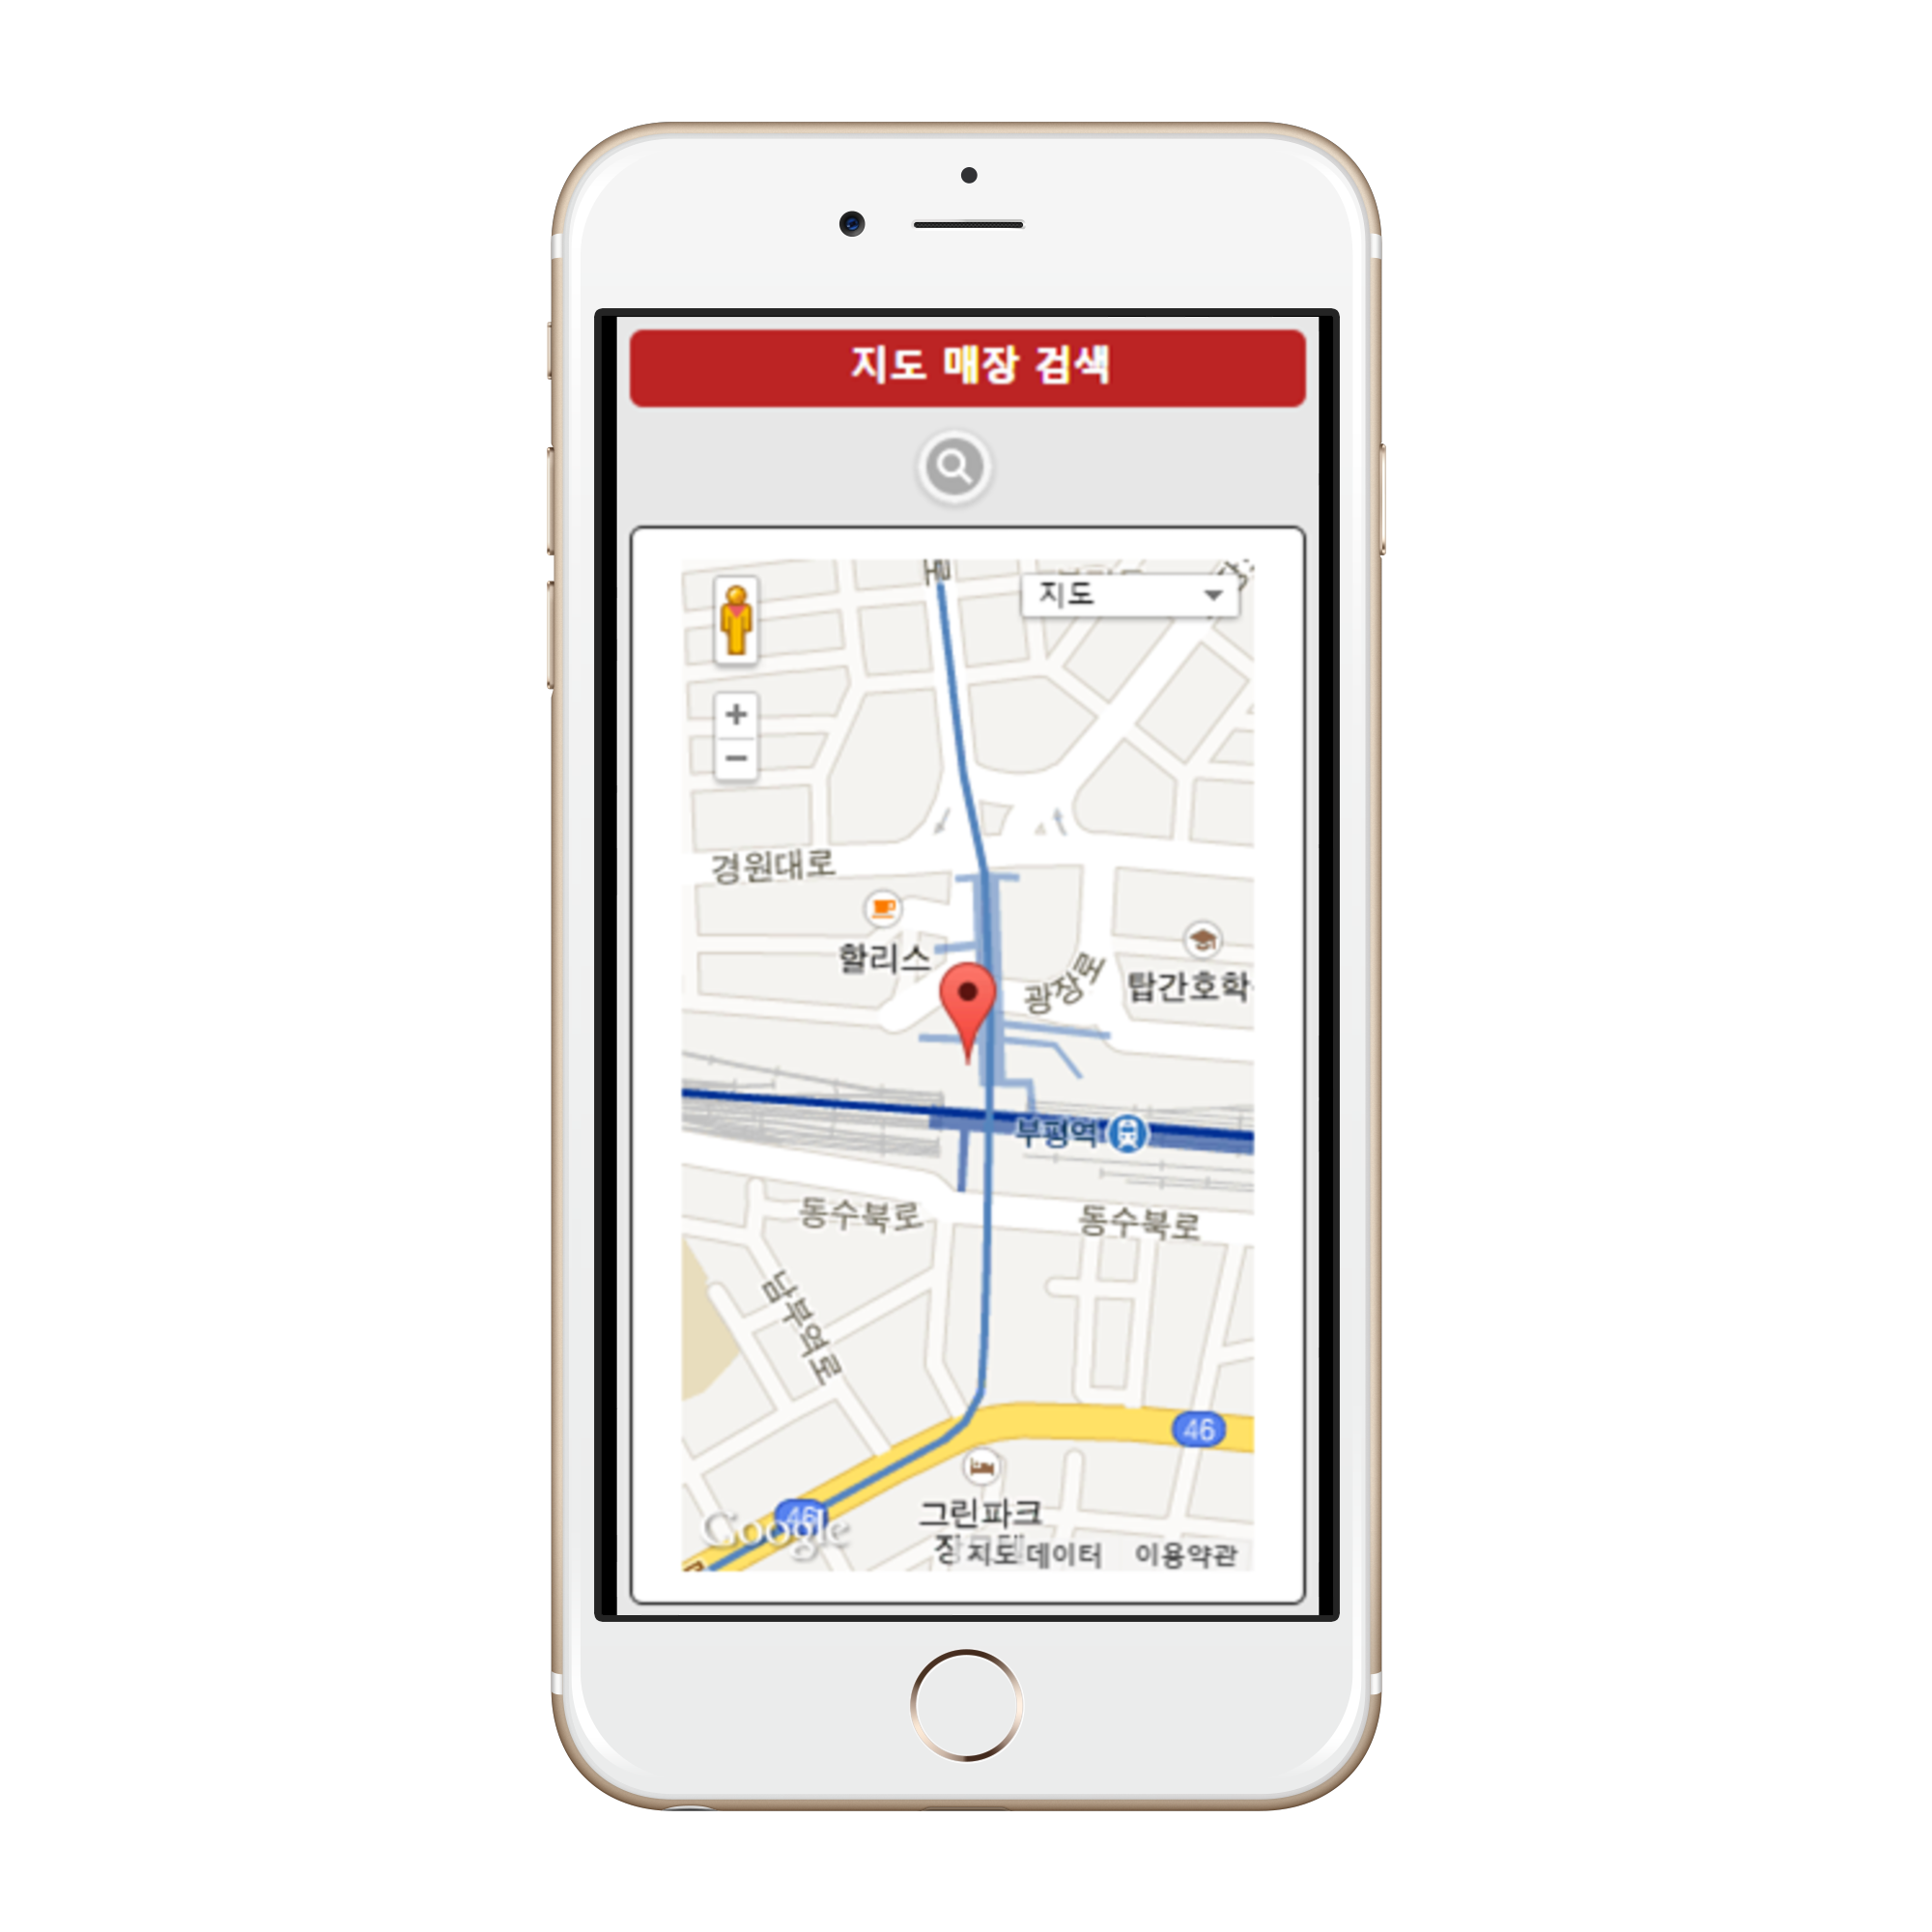 지도 매장 검색
지도
+
−
경원대로
할리스
광장로
탑간호학
부평역
동수북로
동수북로
남부역로
46
46
Google
그린파크
장
지도 데이터
이용약관